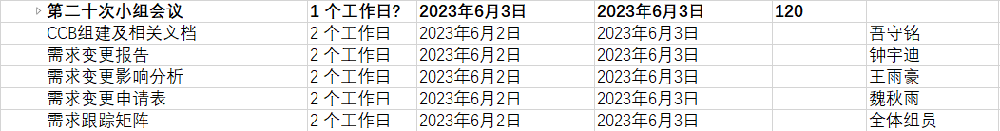 第二十次小组会议 1 个工作日? 2023年6月3日 2023年6月3日 120
CCB组建及相关文档 2 个工作日 2023年6月2日 2023年6月3日 吾守铭
需求变更报告 2 个工作日 2023年6月2日 2023年6月3日 钟宇迪
需求变更影响分析 2 个工作日 2023年6月2日 2023年6月3日 王雨豪
需求变更申请表 2 个工作日 2023年6月2日 2023年6月3日 魏秋雨
需求跟踪矩阵 2 个工作日 2023年6月2日 2023年6月3日 全体组员